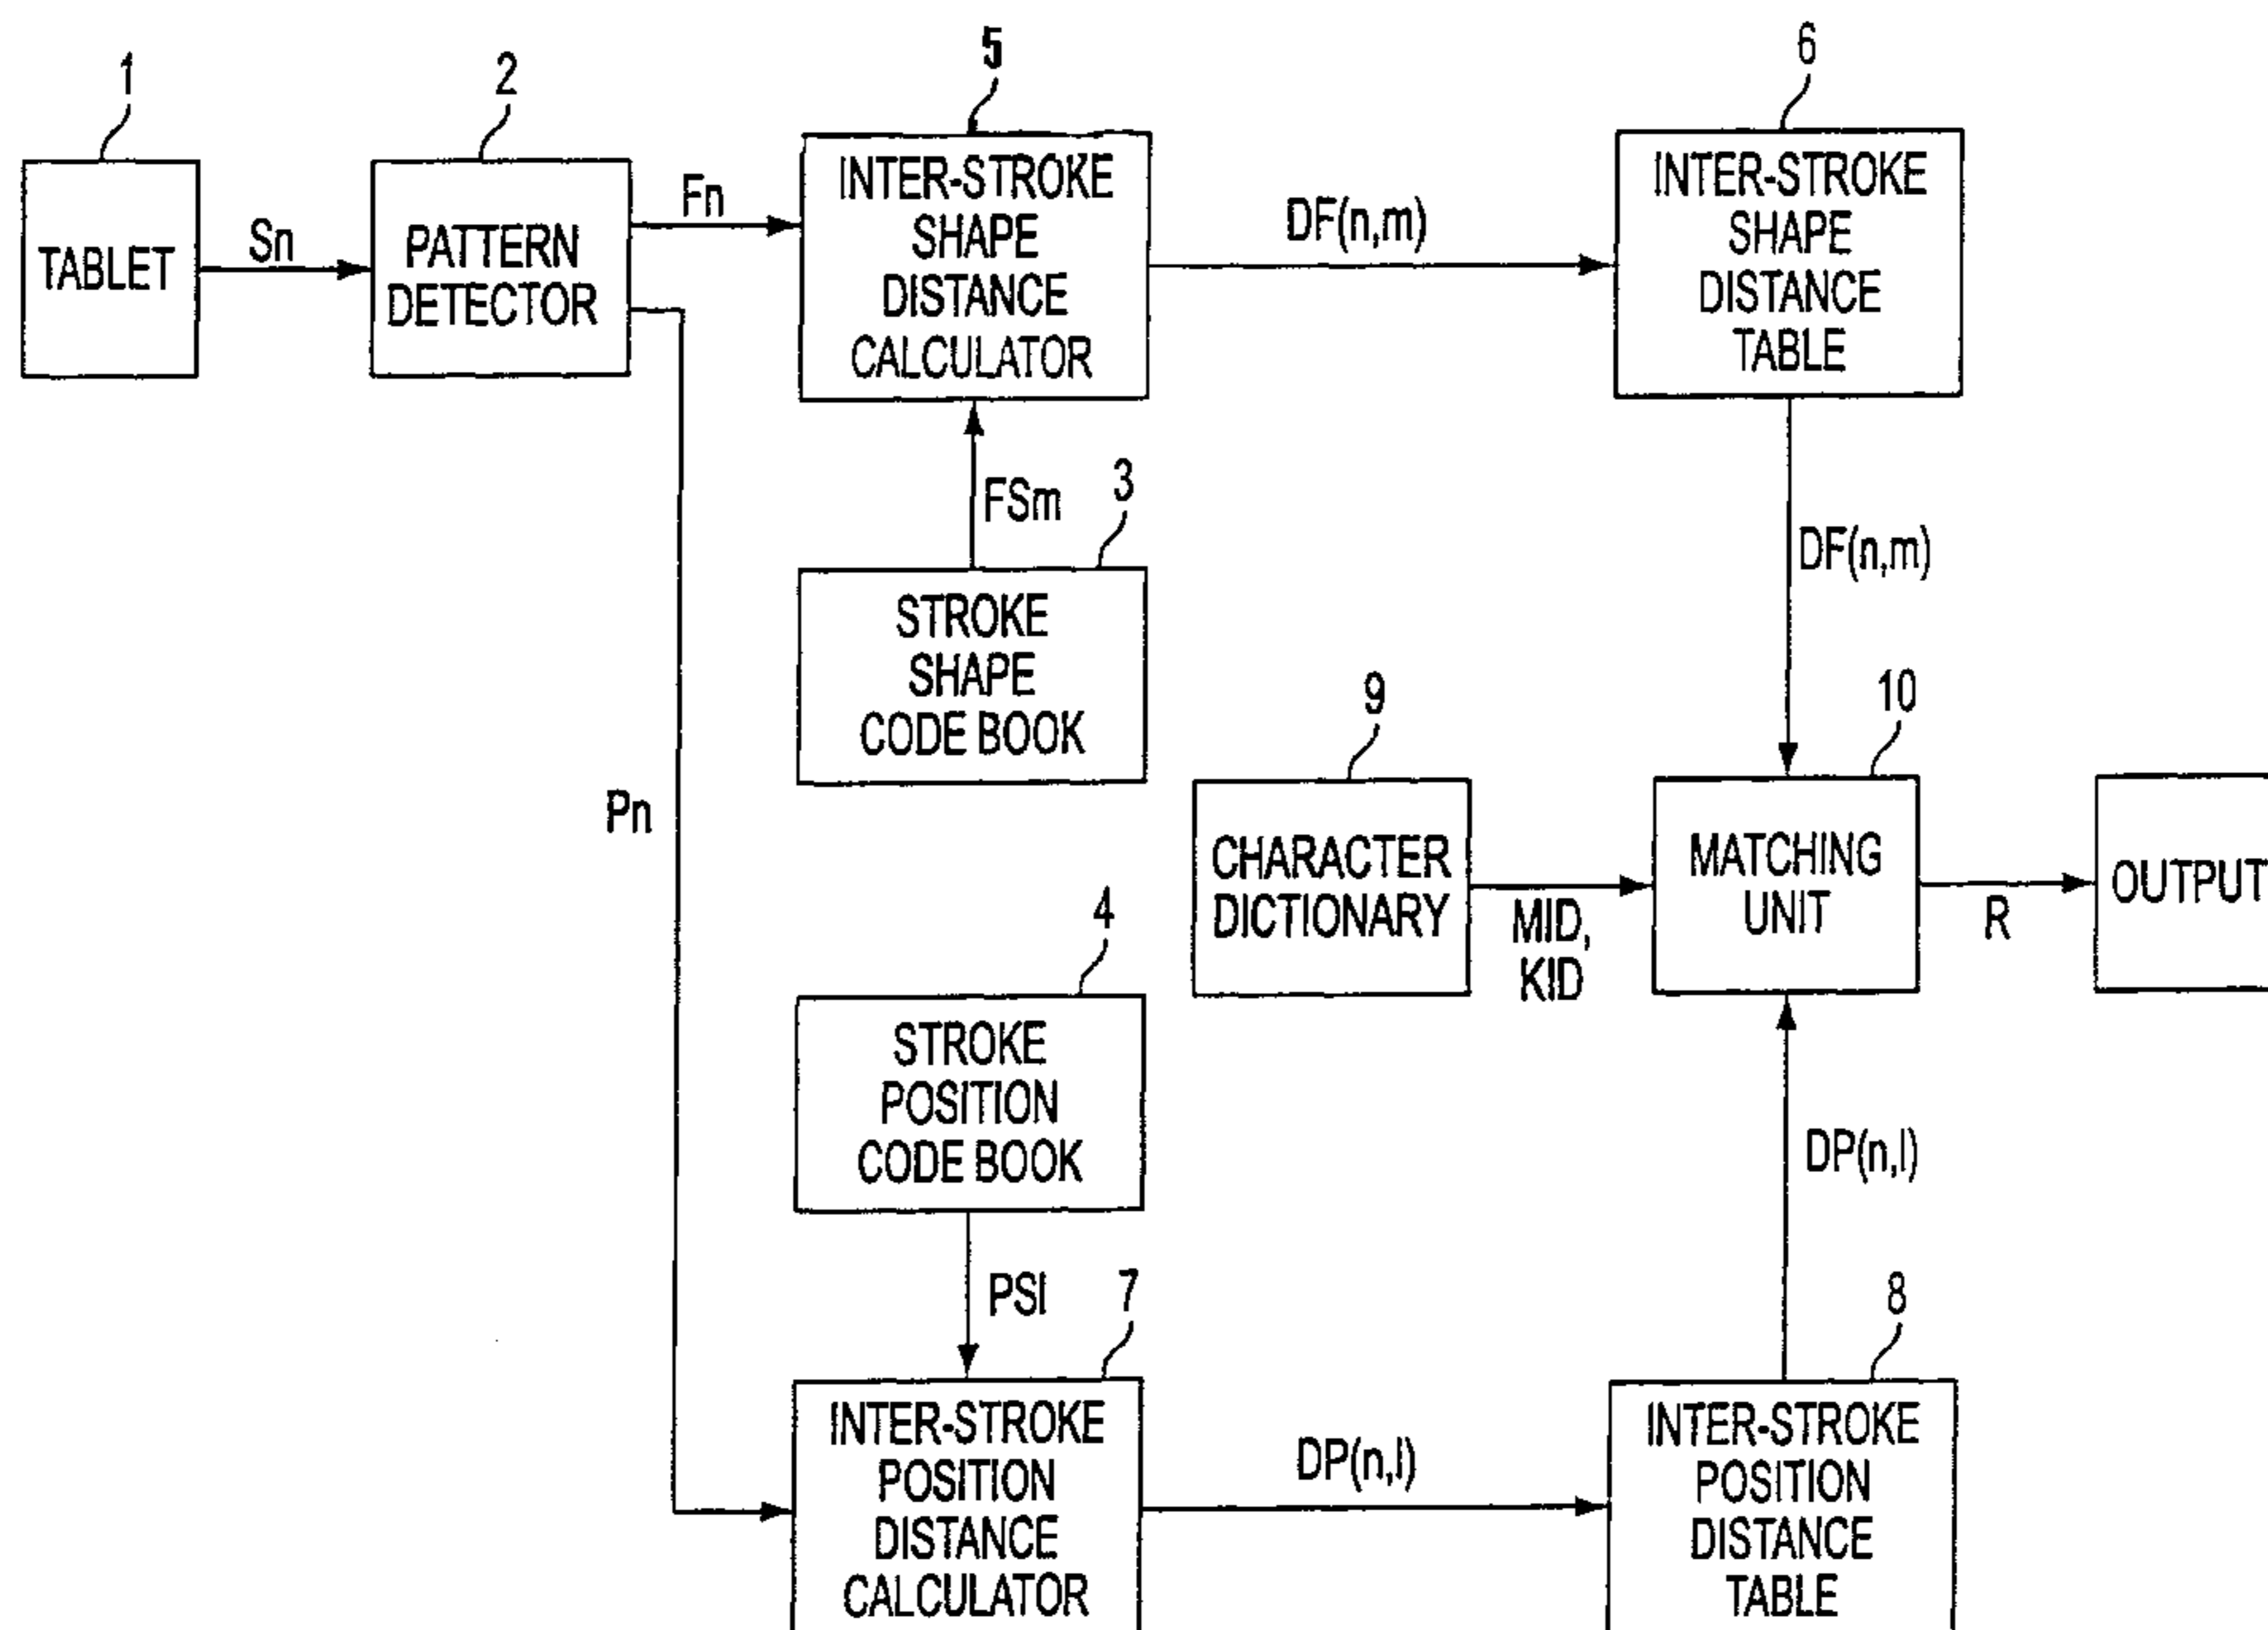 1
2
5
6
TABLET
Sn
PATTERN
DETECTOR
Fn
INTER-STROKE
SHAPE
DISTANCE
CALCULATOR
DF(n,m)
INTER-STROKE
SHAPE
DISTANCE
TABLE
FSm
3
DF(n,m)
STROKE
SHAPE
CODE BOOK
Pn
9
10
CHARACTER
DICTIONARY
MID,
KID
MATCHING
UNIT
R
OUTPUT
4
STROKE
POSITION
CODE BOOK
DP(n,l)
PSl
7
8
INTER-STROKE
POSITION
DISTANCE
CALCULATOR
DP(n,l)
INTER-STROKE
POSITION
DISTANCE
TABLE